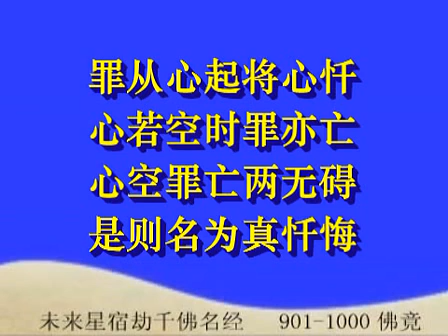 罪从心起将心忏
心若空时罪亦亡
心空罪亡两无碍
是则名为真忏悔
未来星宿劫千佛名经 901-1000 佛竟